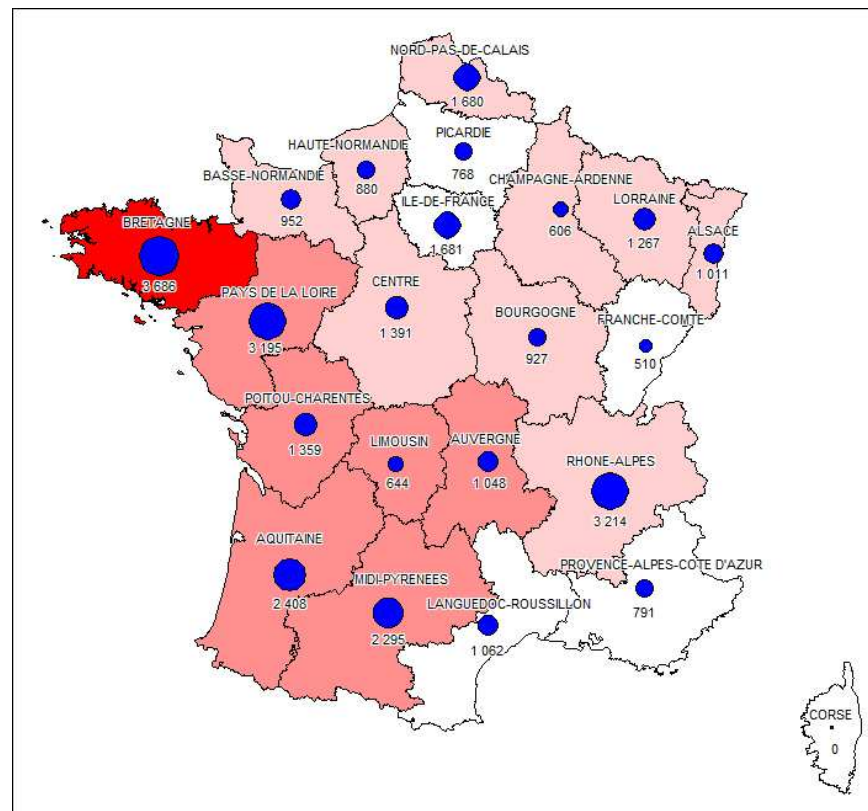 NORD-PAS-DE-CALAIS
1 680
PICARDIE
768
HAUTE-NORMANDIE
880
BASSE-NORMANDIE
952
ILE-DE-FRANCE
1 681
CHAMPAGNE-ARDENNE
606
LORRAINE
1 267
ALSACE
1 011
BRETAGNE
3 686
PAYS DE LA LOIRE
3 195
CENTRE
1 391
BOURGOGNE
927
FRANCHE-COMTE
510
POITOU-CHARENTES
1 359
LIMOUSIN
644
AUVERGNE
1 048
RHONE-ALPES
3 214
AQUITAINE
2 408
MIDI-PYRENEES
2 295
LANGUEDOC-ROUSSILLON
1 062
PROVENCE-ALPES-COTE D'AZUR
791
CORSE
0